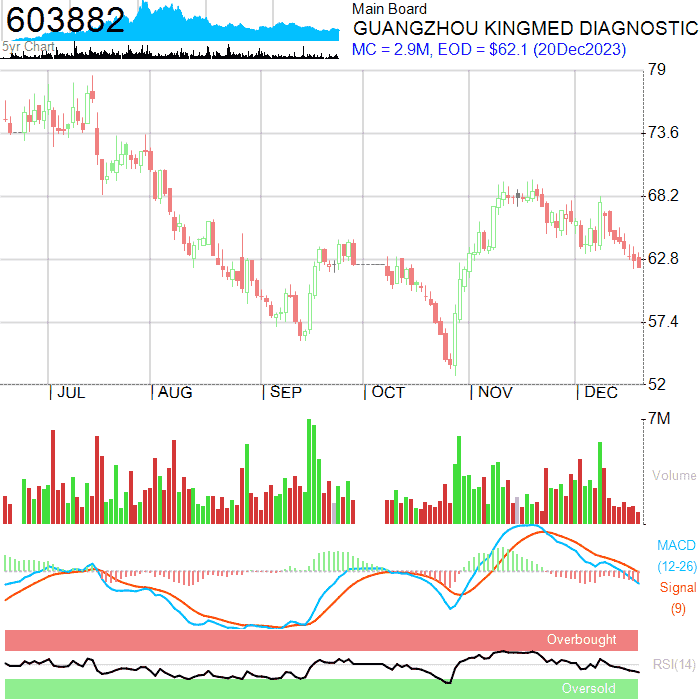 603882
5yr Chart
Main Board
GUANGZHOU KINGMED DIAGNOSTIC
MC = 2.9M, EOD = $62.1 (20Dec2023)
79
73.6
68.2
62.8
57.4
52
| JUL | AUG | SEP | OCT | NOV | DEC
7M
Volume
MACD
(12-26)
Signal
(9)
Overbought
RSI(14)
Oversold